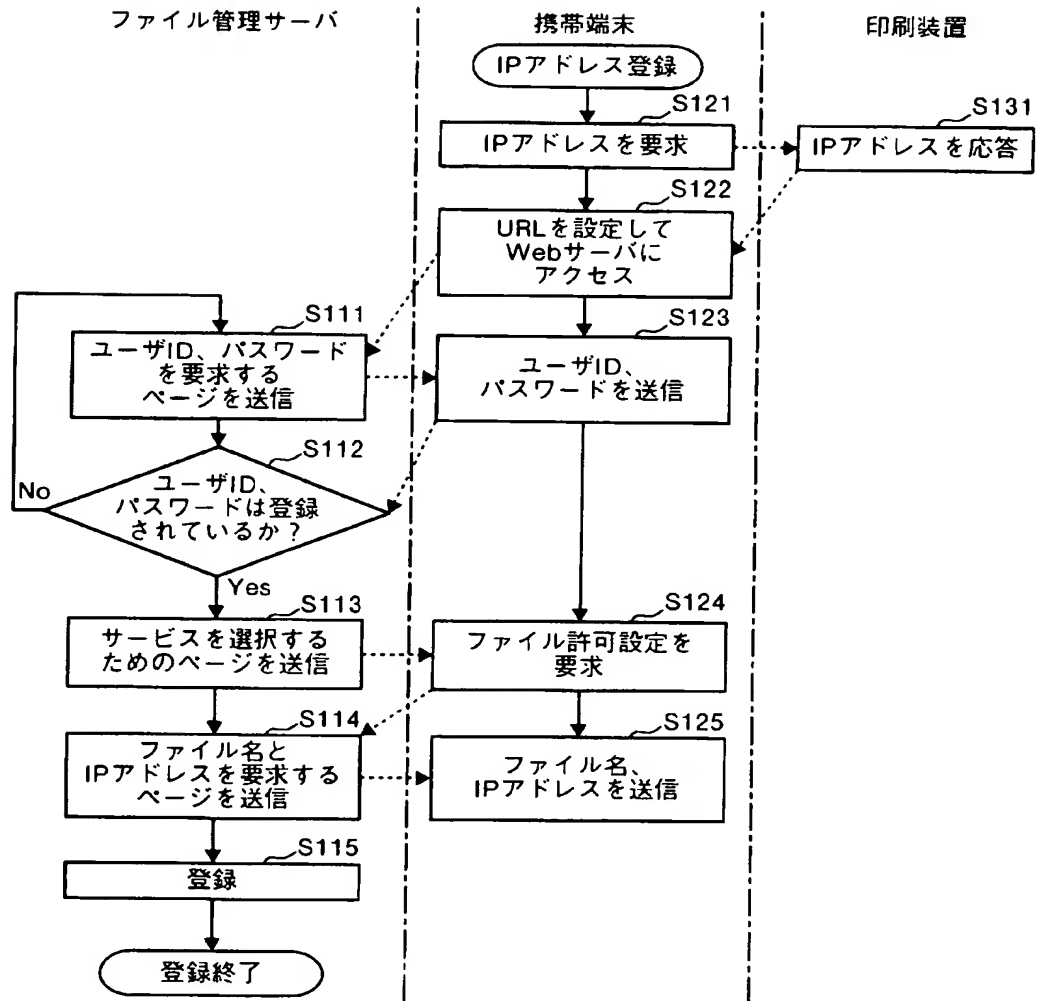 ファイル管理サーバ
携帯端末
印刷装置
IPアドレス登録
S121
IPアドレスを要求
S131
IPアドレスを応答
S122
URLを設定して
Webサーバに
アクセス
S111
ユーザID、パスワード
を要求する
ページを送信
S123
ユーザID、
パスワードを送信
S112
ユーザID、
パスワードは登録
されているか?
No
Yes
S113
サービスを選択する
ためのページを送信
S124
ファイル許可設定を
要求
S114
ファイル名と
IPアドレスを要求する
ページを送信
S125
ファイル名、
IPアドレスを送信
S115
登録
登録終了